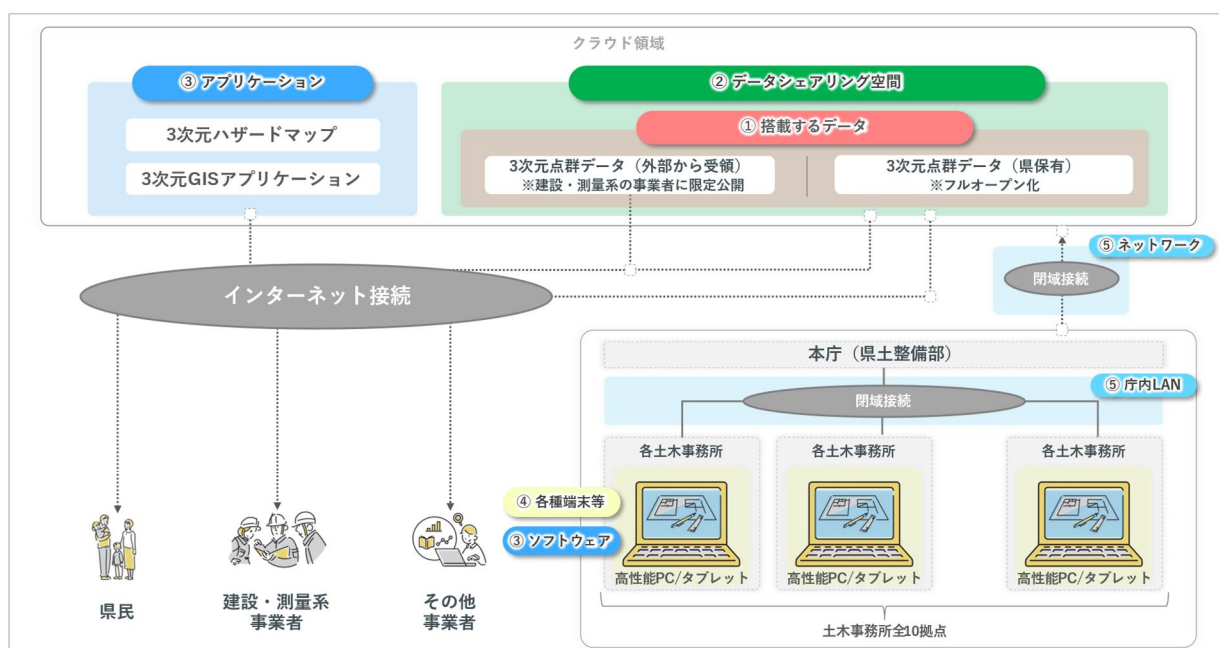 クラウド領域
③ アプリケーション
3次元ハザードマップ
3次元GISアプリケーション
② データシェアリング空間
① 搭載するデータ
3次元点群データ（外部から受領）
※建設・測量系の事業者に限定公開
3次元点群データ（県保有）
※フルオープン化
⑤ ネットワーク
閉域接続
インターネット接続
本庁（県土整備部）
⑤ 庁内LAN
閉域接続
各土木事務所
各土木事務所
各土木事務所
④ 各種端末等
③ ソフトウェア
高性能PC/タブレット
高性能PC/タブレット
高性能PC/タブレット
土木事務所全10拠点
県民
建設・測量系
事業者
その他
事業者